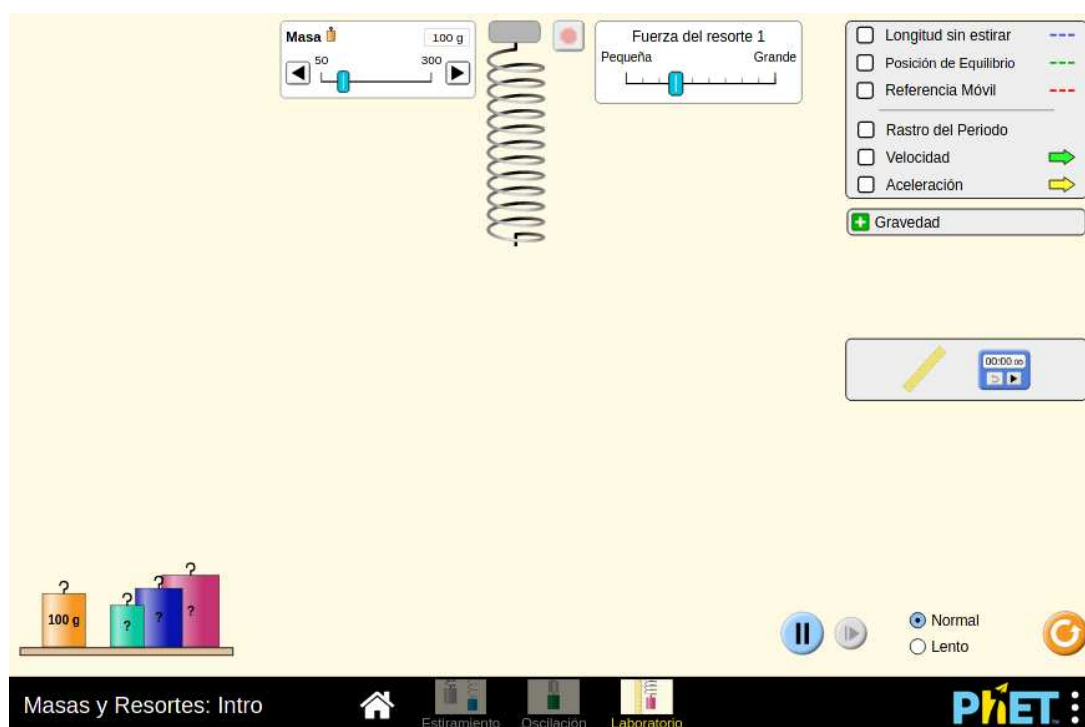 Masa
100 g
50
300
Fuerza del resorte 1
Pequeña
Grande
Longitud sin estirar
Posición de Equilibrio
Referencia Móvil
Rastro del Periodo
Velocidad
Aceleración
Gravedad
00:00.00
100 g
?
?
?
Normal
Lento
Masas y Resortes: Intro
Estiramiento
Oscilación
Laboratorio
PhET